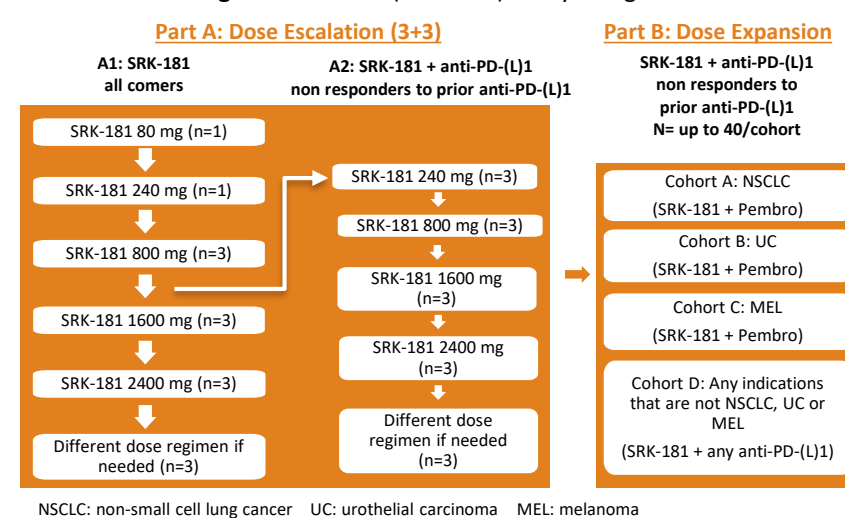 Part A: Dose Escalation (3+3)
A1: SRK-181
all comers
A2: SRK-181 + anti-PD-(L)1
non responders to prior anti-PD-(L)1
SRK-181 80 mg (n=1)
SRK-181 240 mg (n=1)
SRK-181 800 mg (n=3)
SRK-181 1600 mg (n=3)
SRK-181 2400 mg (n=3)
Different dose regimen if
needed (n=3)
SRK-181 240 mg (n=3)
SRK-181 800 mg (n=3)
SRK-181 1600 mg
(n=3)
SRK-181 2400 mg
(n=3)
Different dose
regimen if needed
(n=3)
Part B: Dose Expansion
SRK-181 + anti-PD-(L)1
non responders to
prior anti-PD-(L)1
N= up to 40/cohort
Cohort A: NSCLC
(SRK-181 + Pembro)
Cohort B: UC
(SRK-181 + Pembro)
Cohort C: MEL
(SRK-181 + Pembro)
Cohort D: Any indications
that are not NSCLC, UC or
MEL
(SRK-181 + any anti-PD-(L)1)
NSCLC: non-small cell lung cancer UC: urothelial carcinoma MEL: melanoma